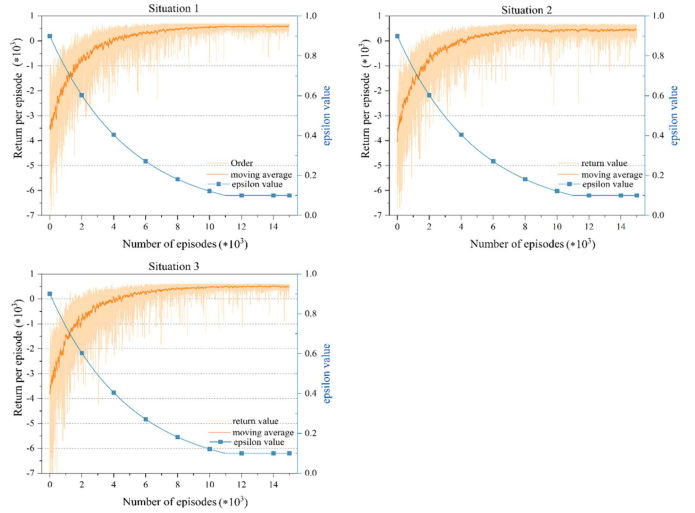 Situation 1
1
0
-1
-2
-3
-4
-5
-6
-7
Return per episode (*10³)
1.0
0.8
0.6
0.4
0.2
0.0
epsilon value
Order
moving average
epsilon value
0 2 4 6 8 10 12 14
Number of episodes (*10³)
Situation 2
1
0
-1
-2
-3
-4
-5
-6
-7
Return per episode (*10³)
1.0
0.8
0.6
0.4
0.2
0.0
epsilon value
return value
moving average
epsilon value
0 2 4 6 8 10 12 14
Number of episodes (*10³)
Situation 3
1
0
-1
-2
-3
-4
-5
-6
-7
Return per episode (*10³)
1.0
0.8
0.6
0.4
0.2
0.0
epsilon value
return value
moving average
epsilon value
0 2 4 6 8 10 12 14
Number of episodes (*10³)